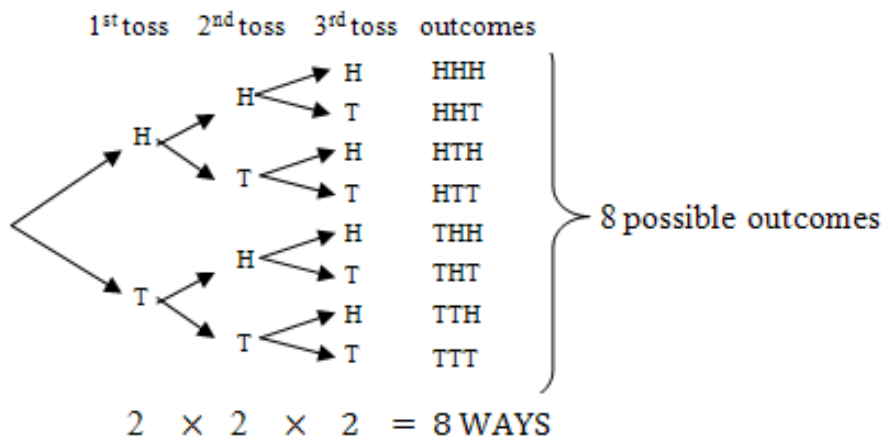 1st toss 2nd toss 3rd toss outcomes
H HHH
H
T HHT
H
H HTH
T
T HTT
8 possible outcomes
H THH
H
T THT
T
H TTH
T
T TTT
2 × 2 × 2 = 8 WAYS